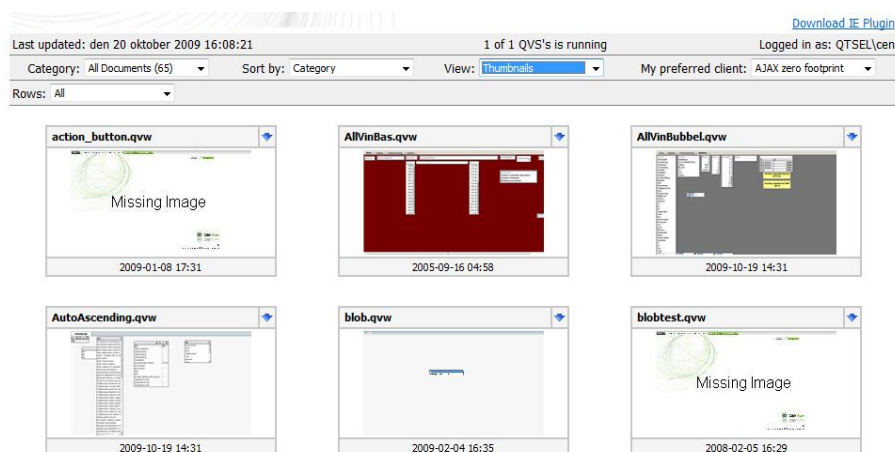 Download IE Plugin
Last updated: den 20 oktober 2009 16:08:21 1 of 1 QVS's is running Logged in as: QTSEL\cen
Category: All Documents (65) Sort by: Category View: Thumbnails My preferred client: AJAX zero footprint
Rows: All
action_button.qvw AllVinBas.qvw AllVinBubbel.qvw
Missing Image
2009-01-08 17:31 2005-09-16 04:58 2009-10-19 14:31
AutoAscending.qvw blob.qvw blobtest.qvw
Missing Image
2009-10-19 14:31 2009-02-04 16:35 2008-02-05 16:29